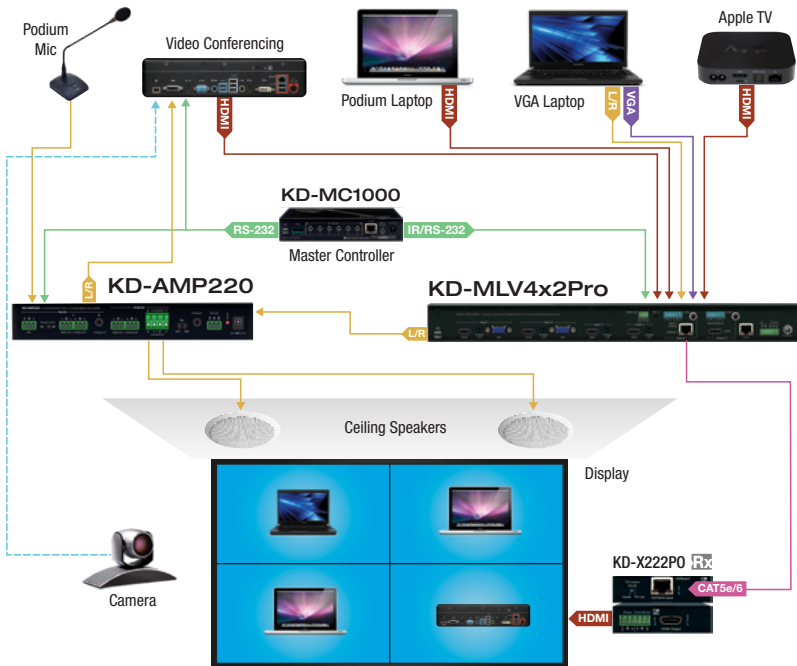 Podium
Mic
Video Conferencing
Apple TV
Podium Laptop
VGA Laptop
HDMI
HDMI
L/R
VGA
HDMI
KD-MC1000
RS-232
IR/RS-232
Master Controller
L/R
KD-AMP220
KD-MLV4x2Pro
L/R
Ceiling Speakers
Display
KD-X222PO Rx
CAT5e/6
Camera
HDMI